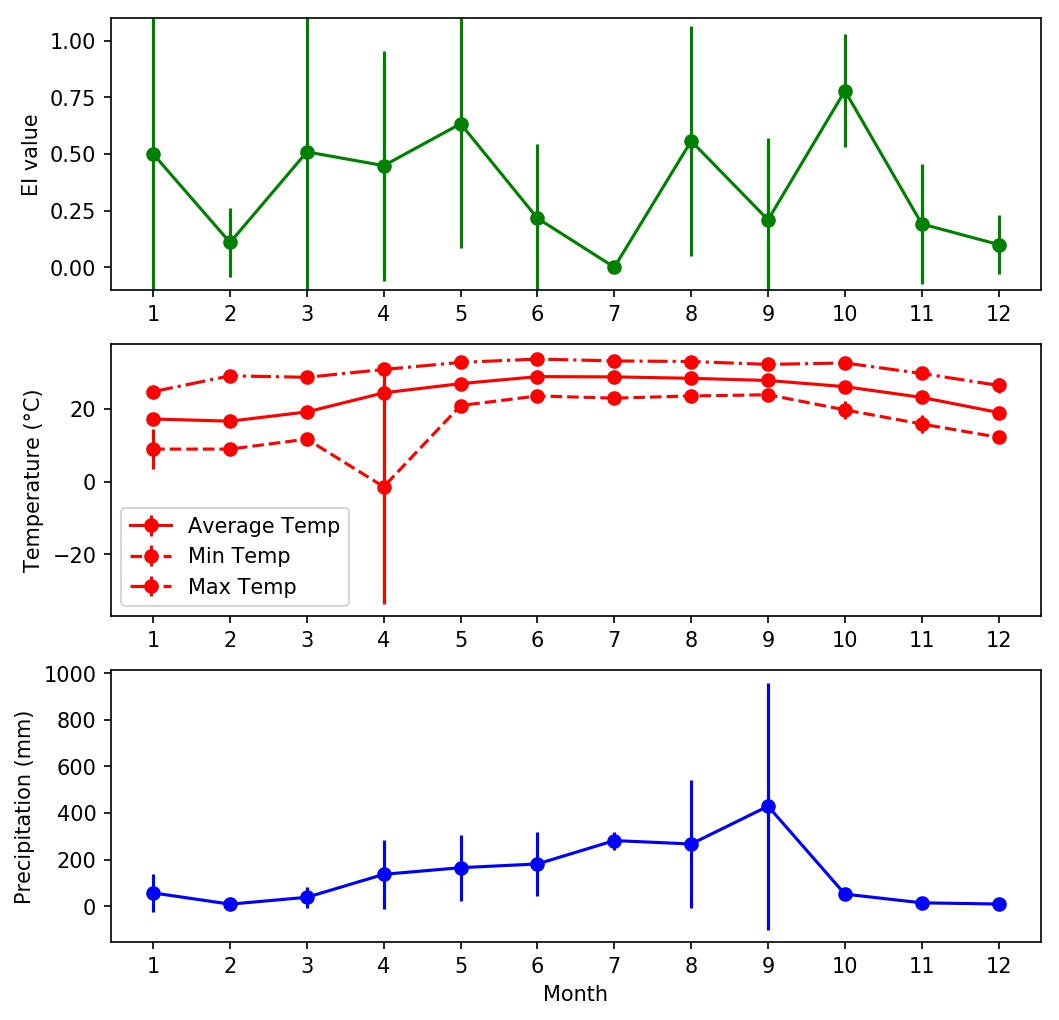 1.00
0.75
0.50
0.25
0.00
EI value
1 2 3 4 5 6 7 8 9 10 11 12
20
0
−20
Temperature (°C)
Average Temp
Min Temp
Max Temp
1 2 3 4 5 6 7 8 9 10 11 12
1000
800
600
400
200
0
Precipitation (mm)
1 2 3 4 5 6 7 8 9 10 11 12
Month